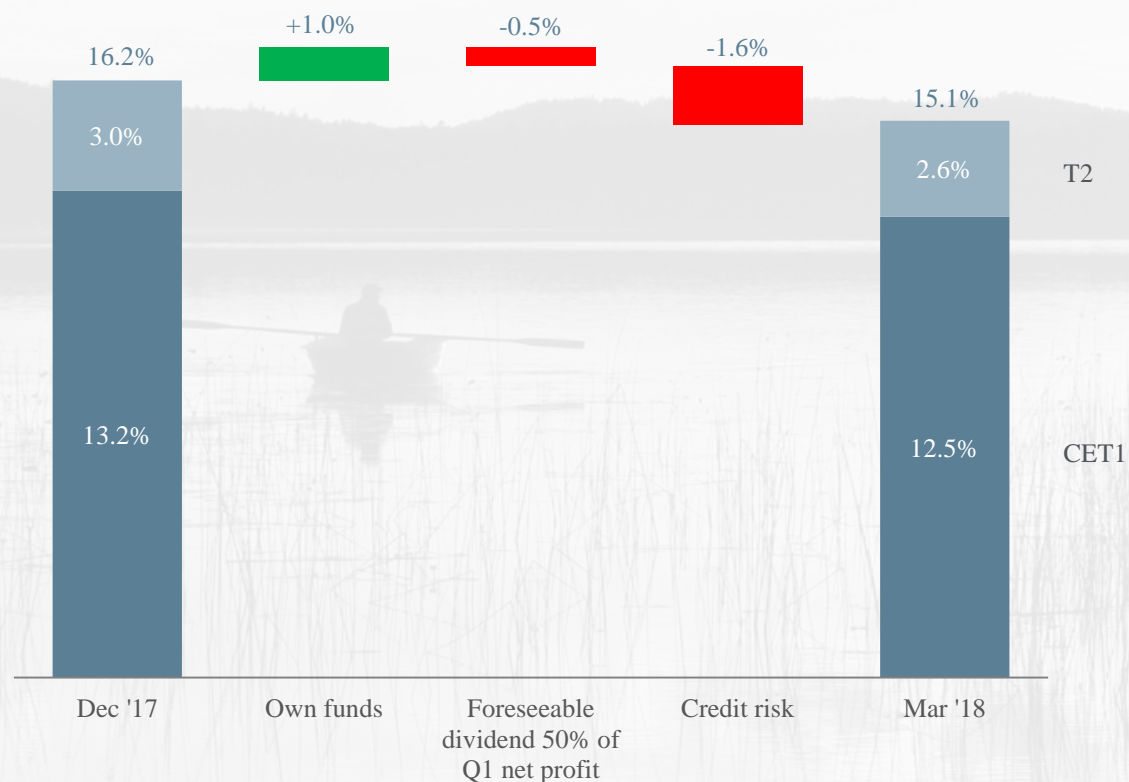 +1.0%
-0.5%
-1.6%
16.2%
15.1%
3.0%
2.6%
T2
13.2%
12.5%
CET1
Dec '17
Own funds
Foreseeable
dividend 50% of
Q1 net profit
Credit risk
Mar '18